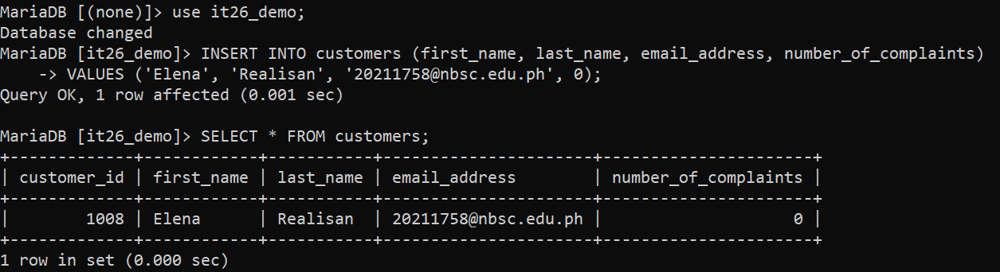 MariaDB [(none)]> use it26_demo;
Database changed
MariaDB [it26_demo]> INSERT INTO customers (first_name, last_name, email_address, number_of_complaints)
    -> VALUES ('Elena', 'Realisan', '20211758@nbsc.edu.ph', 0);
Query OK, 1 row affected (0.001 sec)

MariaDB [it26_demo]> SELECT * FROM customers;
+-------------+------------+-----------+----------------------+----------------------+
| customer_id | first_name | last_name | email_address        | number_of_complaints |
+-------------+------------+-----------+----------------------+----------------------+
|        1008 | Elena      | Realisan  | 20211758@nbsc.edu.ph |                    0 |
+-------------+------------+-----------+----------------------+----------------------+
1 row in set (0.000 sec)